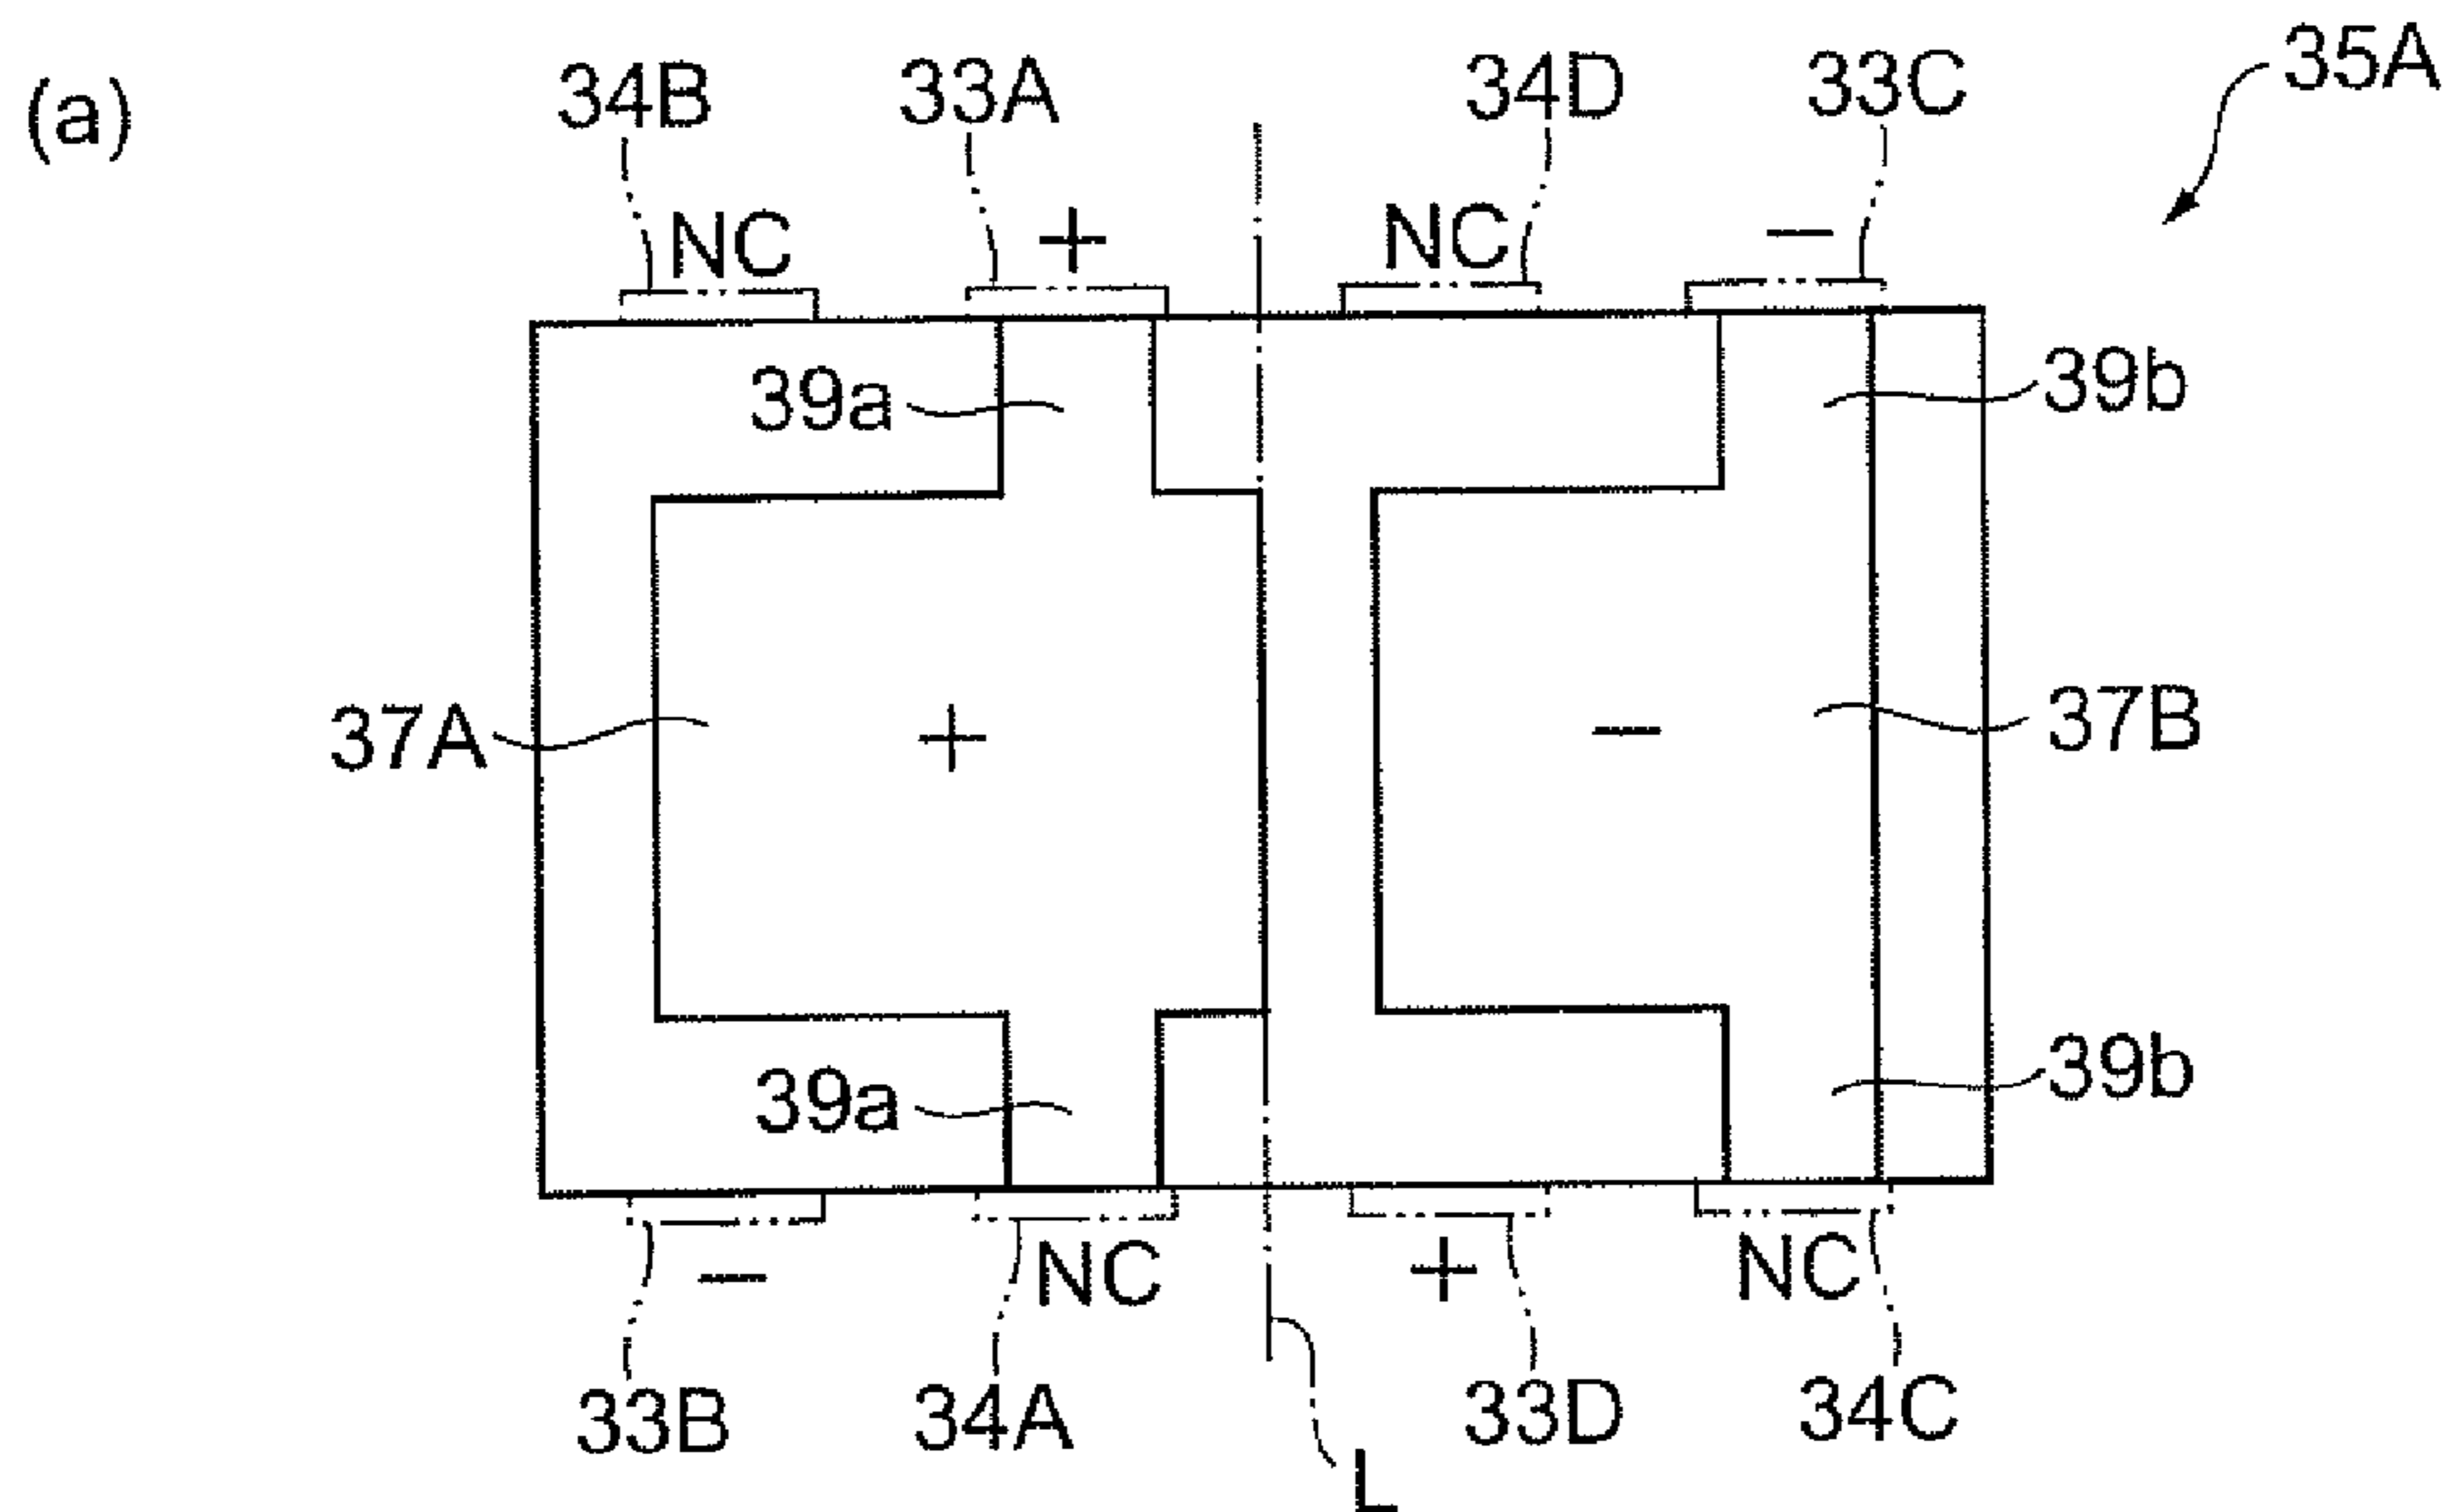 (a) 34B 33A 34D 33C 35A
NC + NC −
39a 39b
37A + − 37B
39a 39b
− NC + NC
33B 34A 33D 34C
L